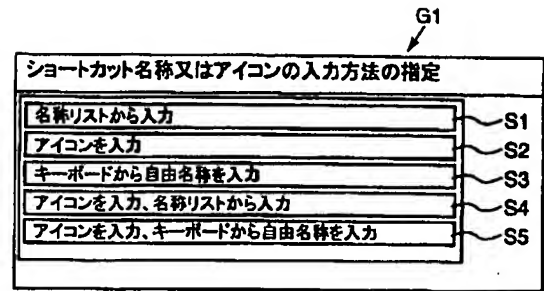 G1
ショートカット名称又はアイコンの入力方法の指定
名称リストから入力 S1
アイコンを入力 S2
キーボードから自由名称を入力 S3
アイコンを入力、名称リストから入力 S4
アイコンを入力、キーボードから自由名称を入力 S5